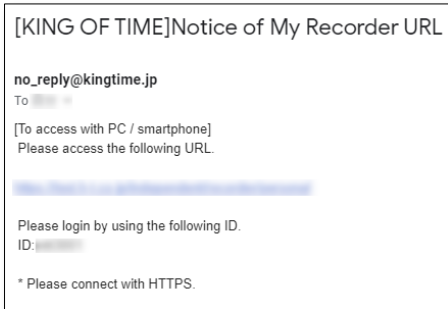 [KING OF TIME]Notice of My Recorder URL
no_reply@kingtime.jp
To
[To access with PC / smartphone]
Please access the following URL.
Please login by using the following ID.
ID:
* Please connect with HTTPS.